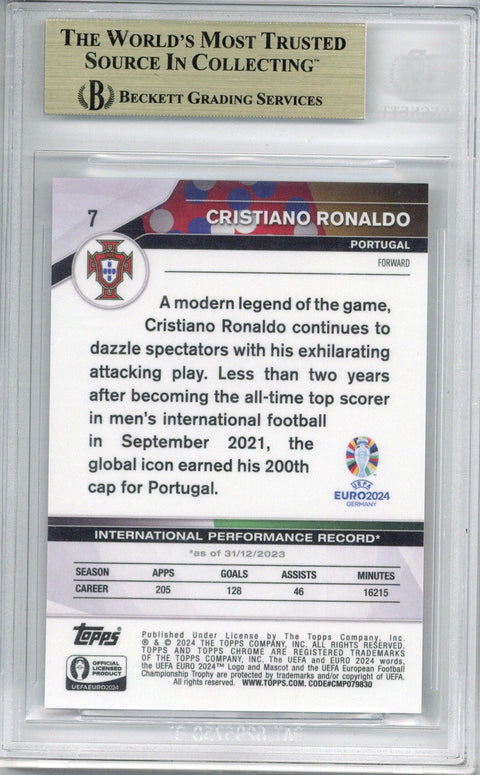 THE WORLD'S MOST TRUSTED
SOURCE IN COLLECTING™
B BECKETT GRADING SERVICES
7
CRISTIANO RONALDO
PORTUGAL
FORWARD
A modern legend of the game,
Cristiano Ronaldo continues to
dazzle spectators with his exhilarating
attacking play. Less than two years
after becoming the all-time top scorer
in men's international football
in September 2021, the
global icon earned his 200th
cap for Portugal.
UEFA
EURO2024
GERMANY
INTERNATIONAL PERFORMANCE RECORD*
*as of 31/12/2023
SEASON APPS GOALS ASSISTS MINUTES
CAREER 205 128 46 16215
Topps®
Published Under License by The Topps Company, Inc.
® & © 2024 THE TOPPS COMPANY, INC. ALL RIGHTS RESERVED.
TOPPS AND TOPPS CHROME ARE REGISTERED TRADEMARKS
OF THE TOPPS COMPANY, INC. The UEFA and EURO 2024 words,
the UEFA EURO 2024™ Logo and Mascot and the UEFA European Football
Championship Trophy are protected by trademarks and/or copyright of UEFA.
All rights reserved. WWW.TOPPS.COM. CODE#CMP079830
OFFICIAL
LICENSED
PRODUCT
UEFAEURO2024